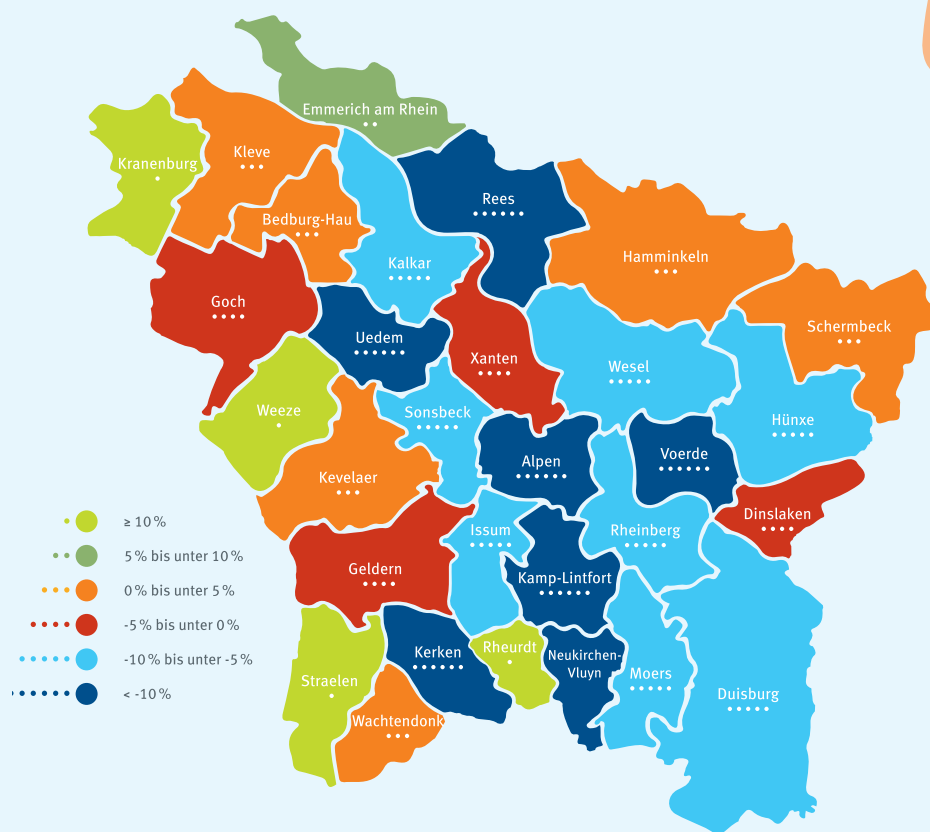 Emmerich am Rhein
Kranenburg
Kleve
Bedburg-Hau
Rees
Kalkar
Hamminkeln
Goch
Uedem
Xanten
Schermbeck
Wesel
Weeze
Sonsbeck
Hünxe
Kevelaer
Alpen
Voerde
Dinslaken
Issum
Rheinberg
Geldern
Kamp-Lintfort
Kerken
Rheurdt
Neukirchen-
Vluyn
Moers
Straelen
Duisburg
Wachtendonk
≥ 10 %
5 % bis unter 10 %
0 % bis unter 5 %
-5 % bis unter 0 %
-10 % bis unter -5 %
< -10 %